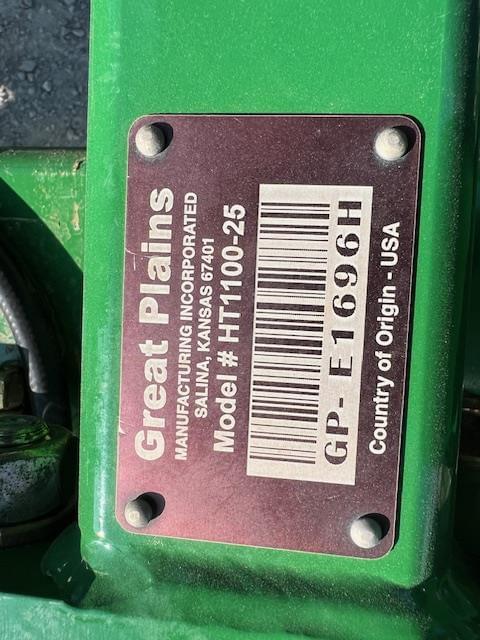 Great Plains
MANUFACTURING INCORPORATED
SALINA, KANSAS 67401
Model # HT1100-25
GP- E1696H
Country of Origin - USA